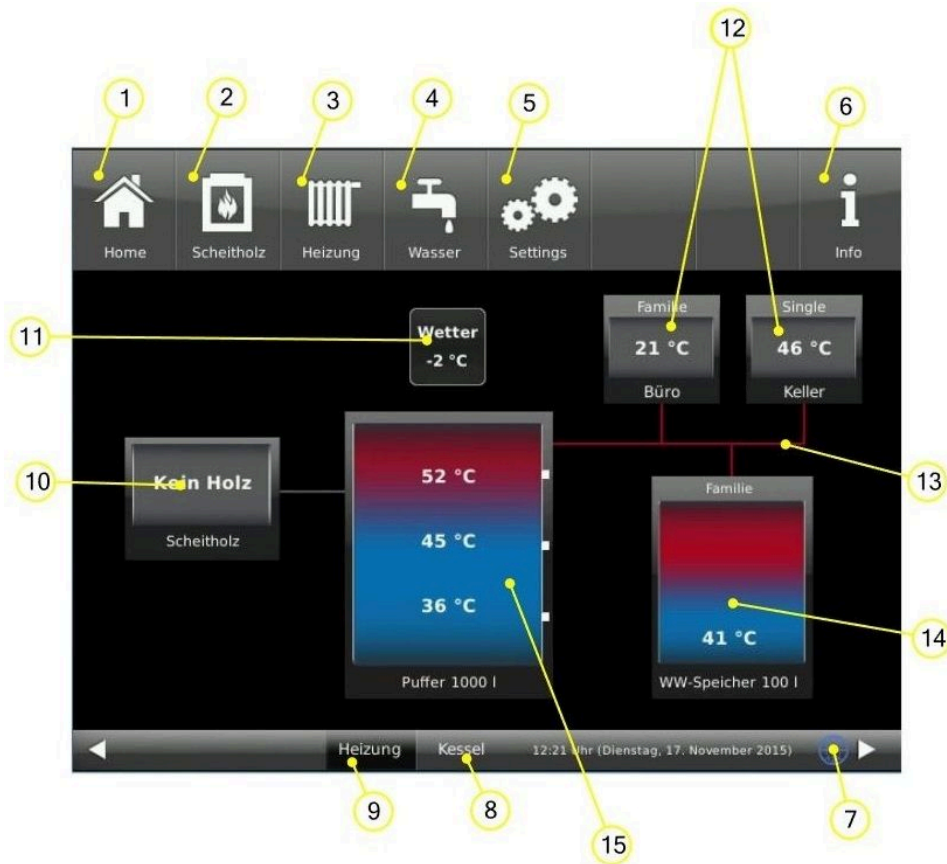 12
1
2
3
4
5
6
Home
Scheitholz
Heizung
Wasser
Settings
Info
11
Wetter
-2 °C
Familie
21 °C
Büro
Single
46 °C
Keller
10
Kein Holz
Scheitholz
52 °C
45 °C
36 °C
Puffer 1000 l
13
Familie
41 °C
WW-Speicher 100 l
14
Heizung
Kessel
12:21 Uhr (Dienstag, 17. November 2015)
9
8
15
7